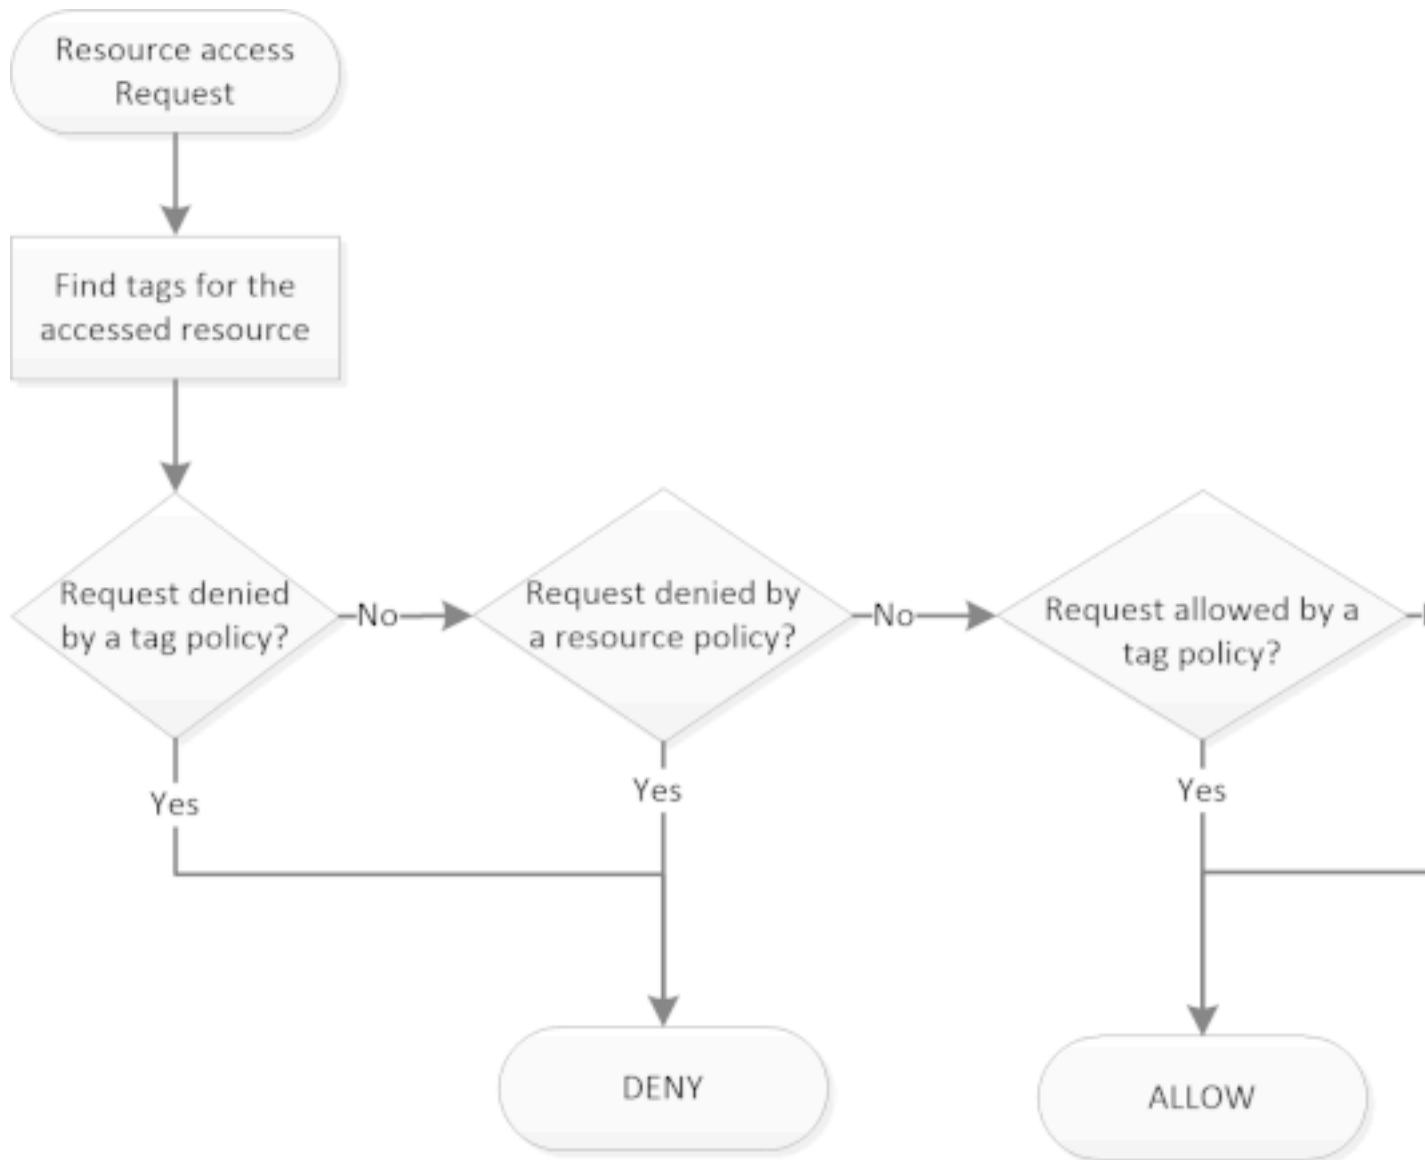 Resource access
Request
Find tags for the
accessed resource
Request denied
by a tag policy?
No
Request denied by
a resource policy?
No
Request allowed by a
tag policy?
Yes
Yes
Yes
DENY
ALLOW